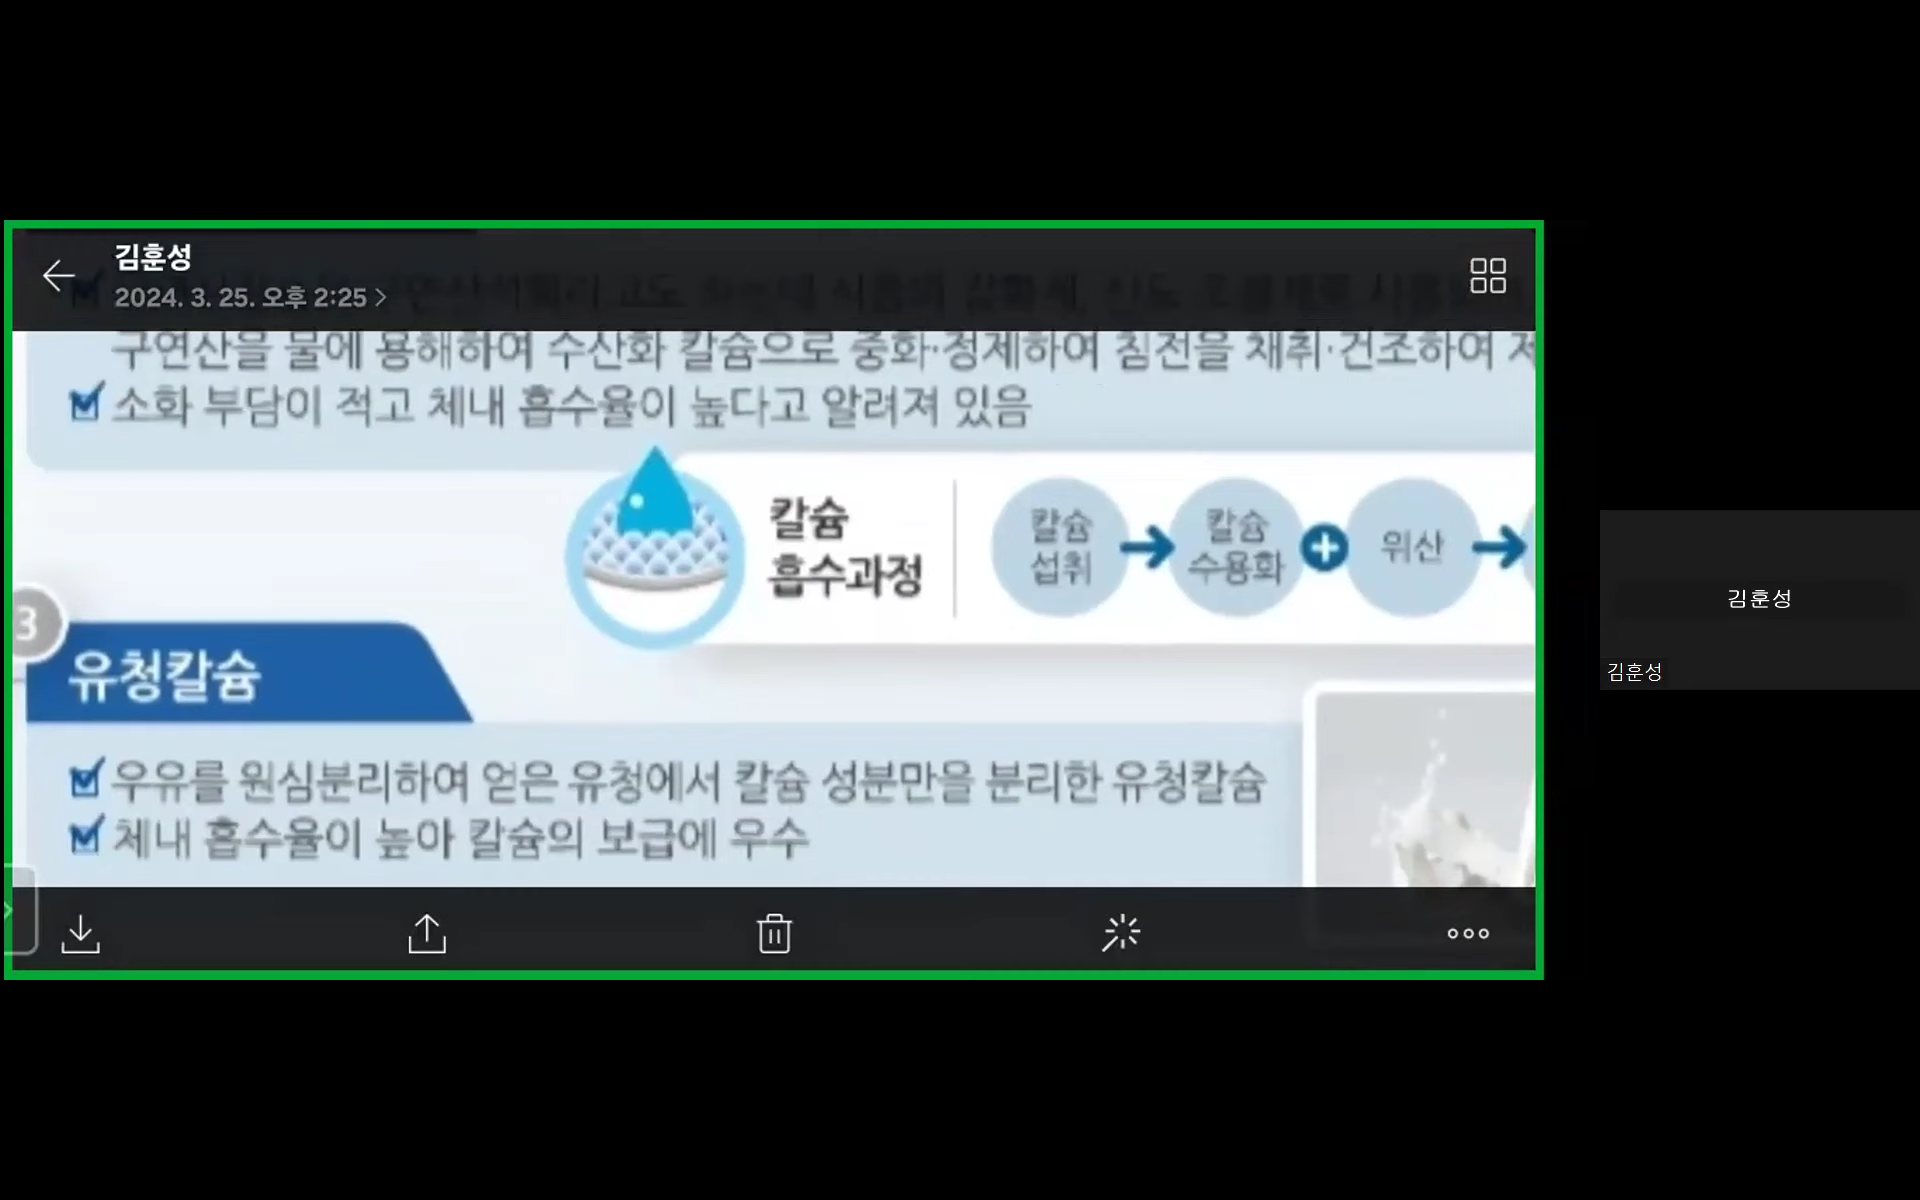 김훈성
2024. 3. 25. 오후 2:25
구연산을 물에 용해하여 수산화 칼슘으로 중화·정제하여 침전을 채취·건조하여
소화 부담이 적고 체내 흡수율이 높다고 알려져 있음
칼슘
흡수과정
칼슘
섭취
칼슘
수용화
위산
3
유청칼슘
우유를 원심분리하여 얻은 유청에서 칼슘 성분만을 분리한 유청칼슘
체내 흡수율이 높아 칼슘의 보급에 우수
김훈성
김훈성